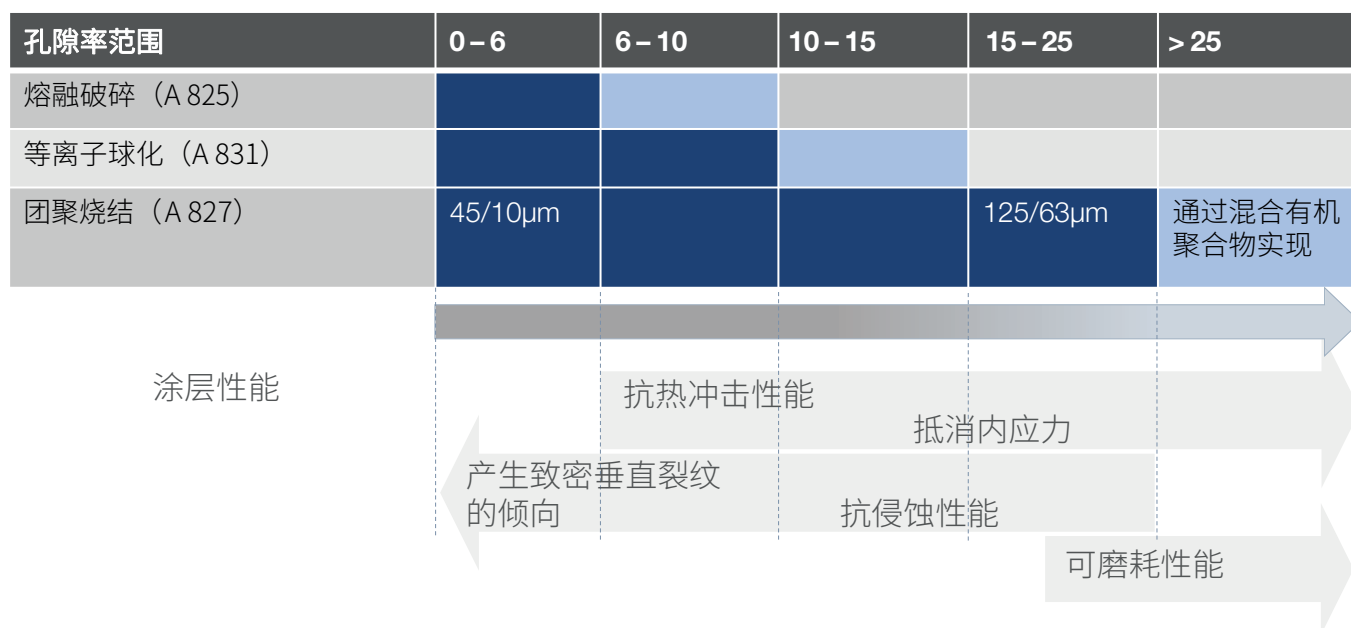 孔隙率范围 0–6 6–10 10–15 15–25 >25
熔融破碎（A 825）
等离子球化（A 831）
团聚烧结（A 827） 45/10µm 125/63µm 通过混合有机
聚合物实现
涂层性能
抗热冲击性能
抵消内应力
产生致密垂直裂纹
的倾向
抗侵蚀性能
可磨耗性能